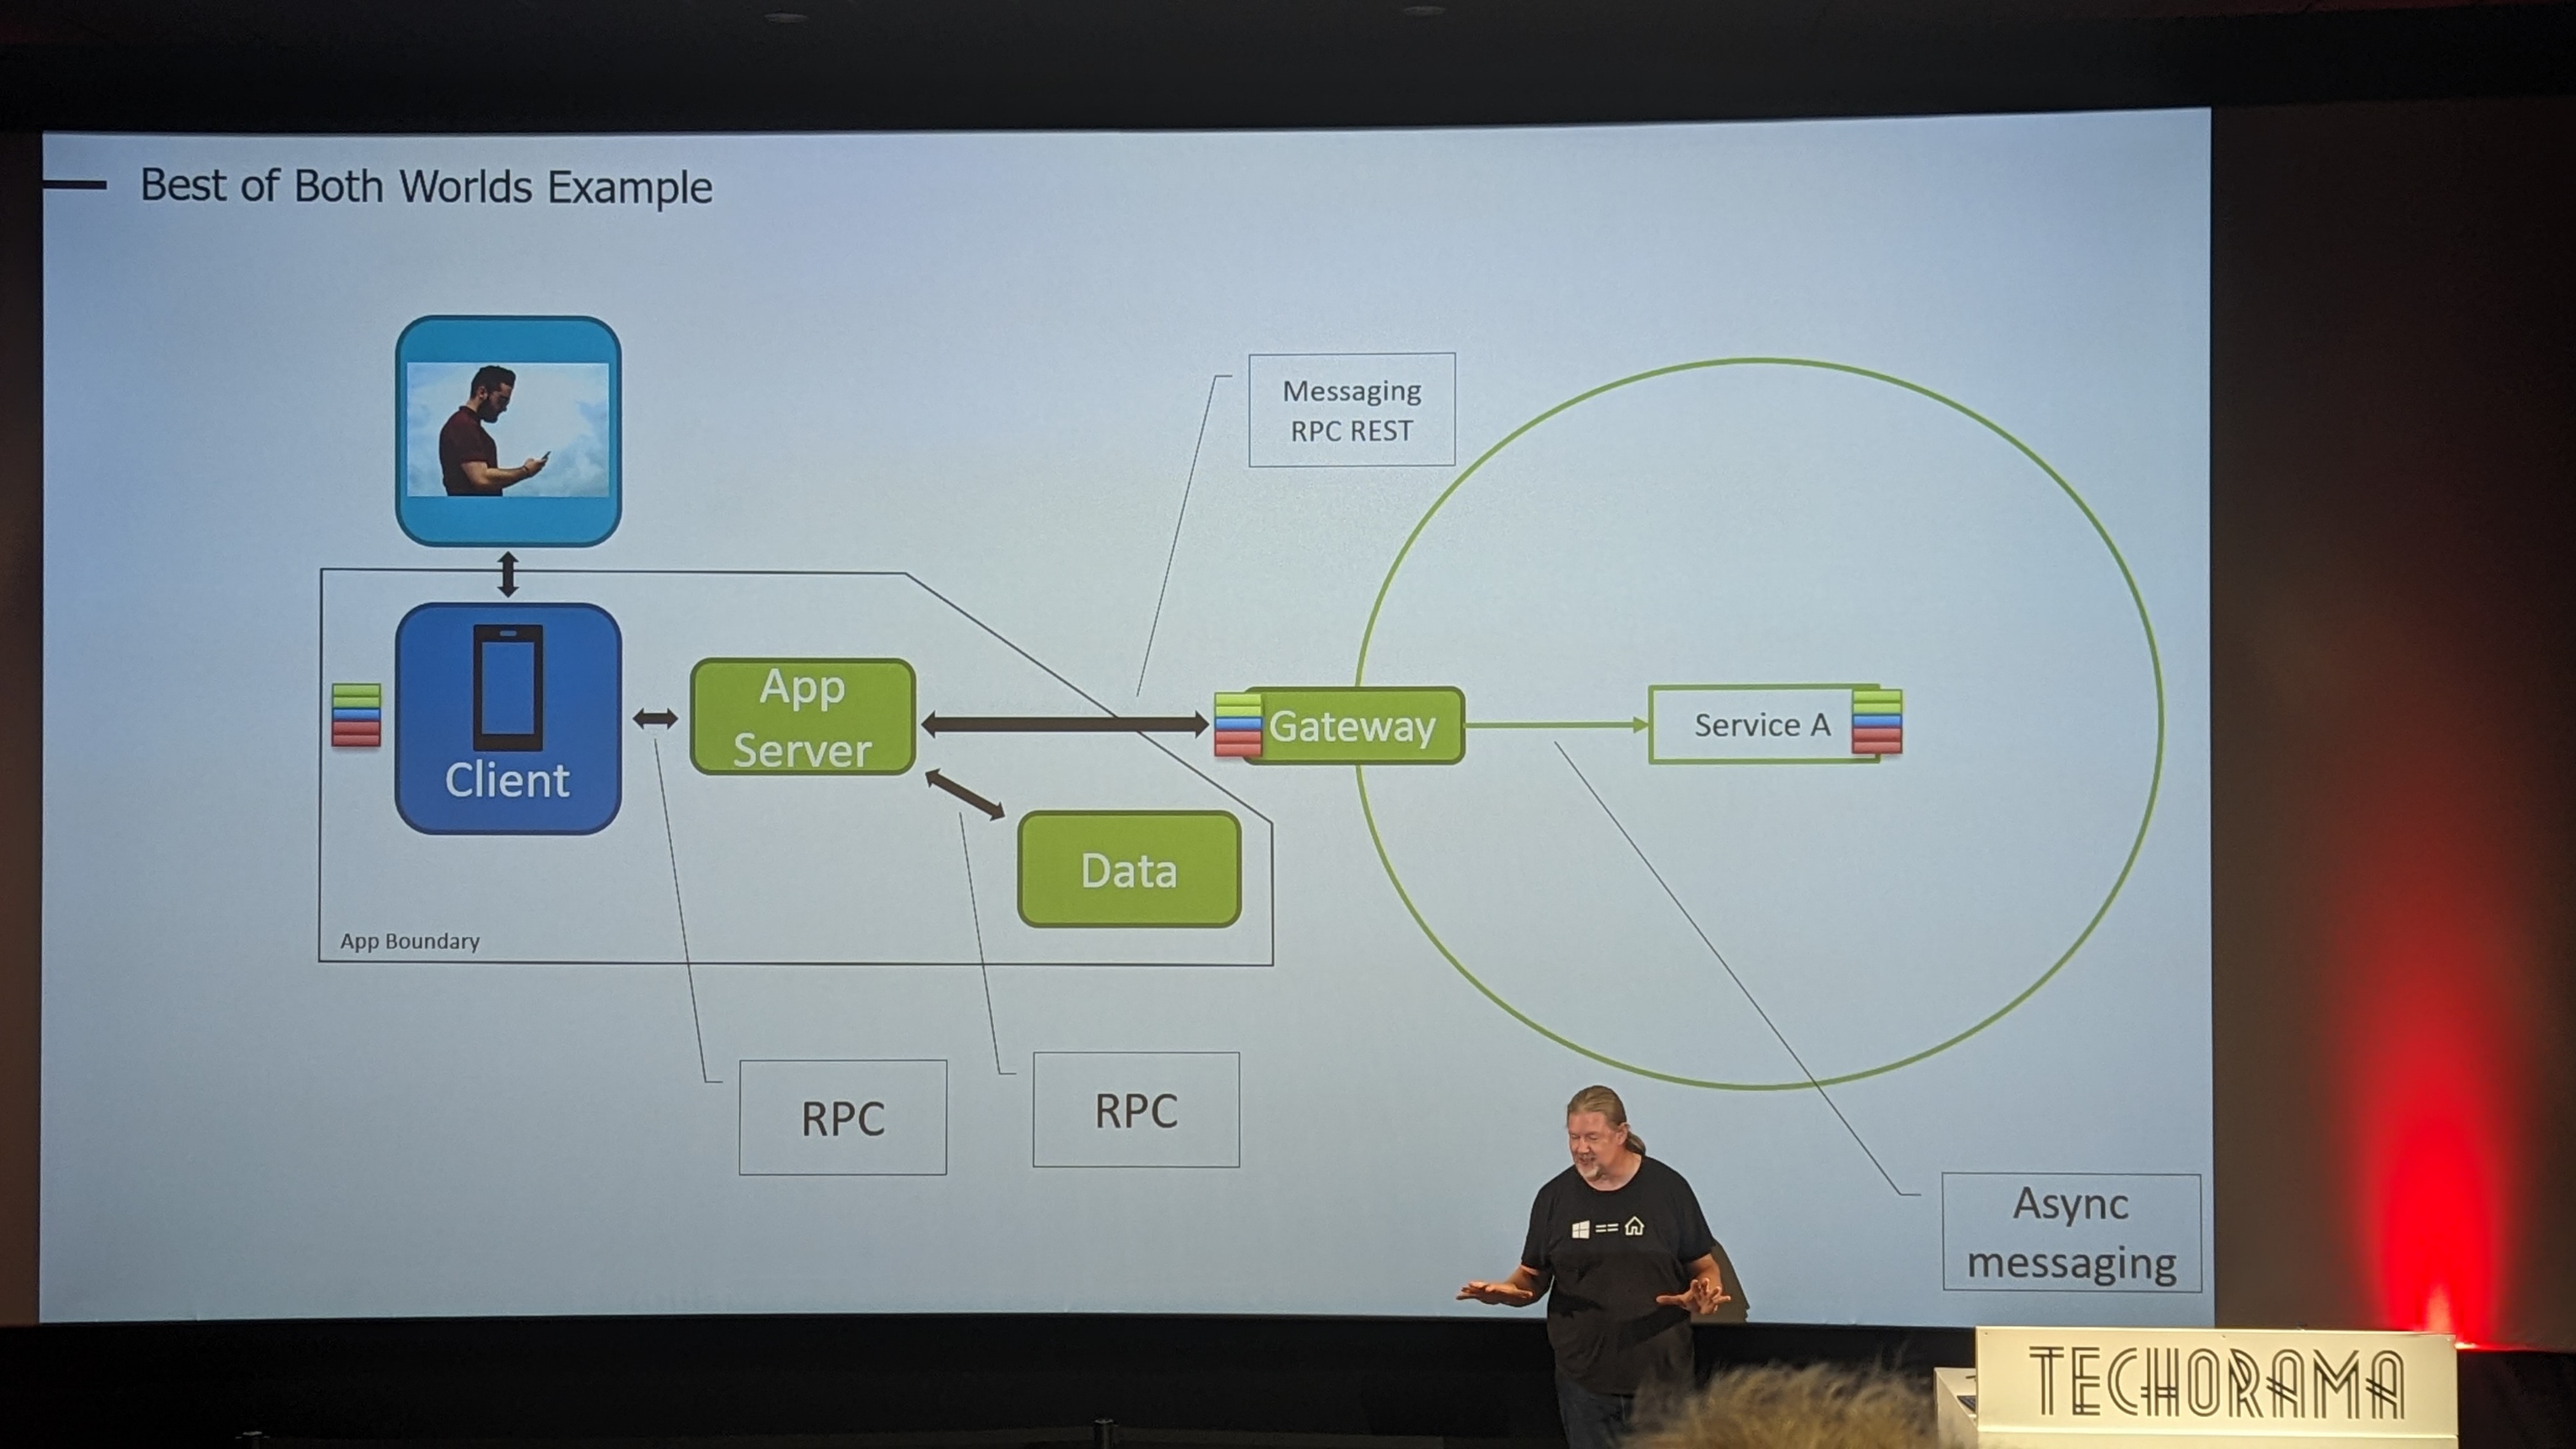 Best of Both Worlds Example
Messaging
RPC REST
Client
App
Server
Gateway
Service A
Data
App Boundary
RPC
RPC
Async
messaging
==
TECHORAMA